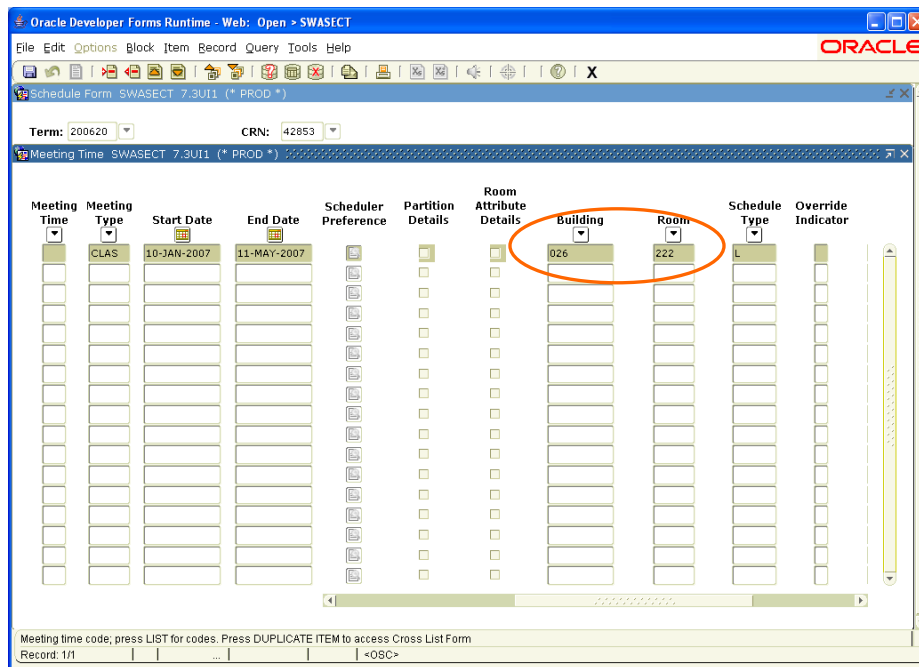 Oracle Developer Forms Runtime - Web: Open > SWASECT
File Edit Options Block Item Record Query Tools Help
ORACLE
X
Schedule Form SWASECT 7.3UI1 (* PROD *)
Term: 200620 CRN: 42853
Meeting Time SWASECT 7.3UI1 (* PROD *)
Meeting Time Meeting Type Start Date End Date Scheduler Preference Partition Details Room Attribute Details Building Room Schedule Type Override Indicator
CLAS 10-JAN-2007 11-MAY-2007 026 222 L
Meeting time code; press LIST for codes. Press DUPLICATE ITEM to access Cross List Form
Record: 1/1 ... <OSC>